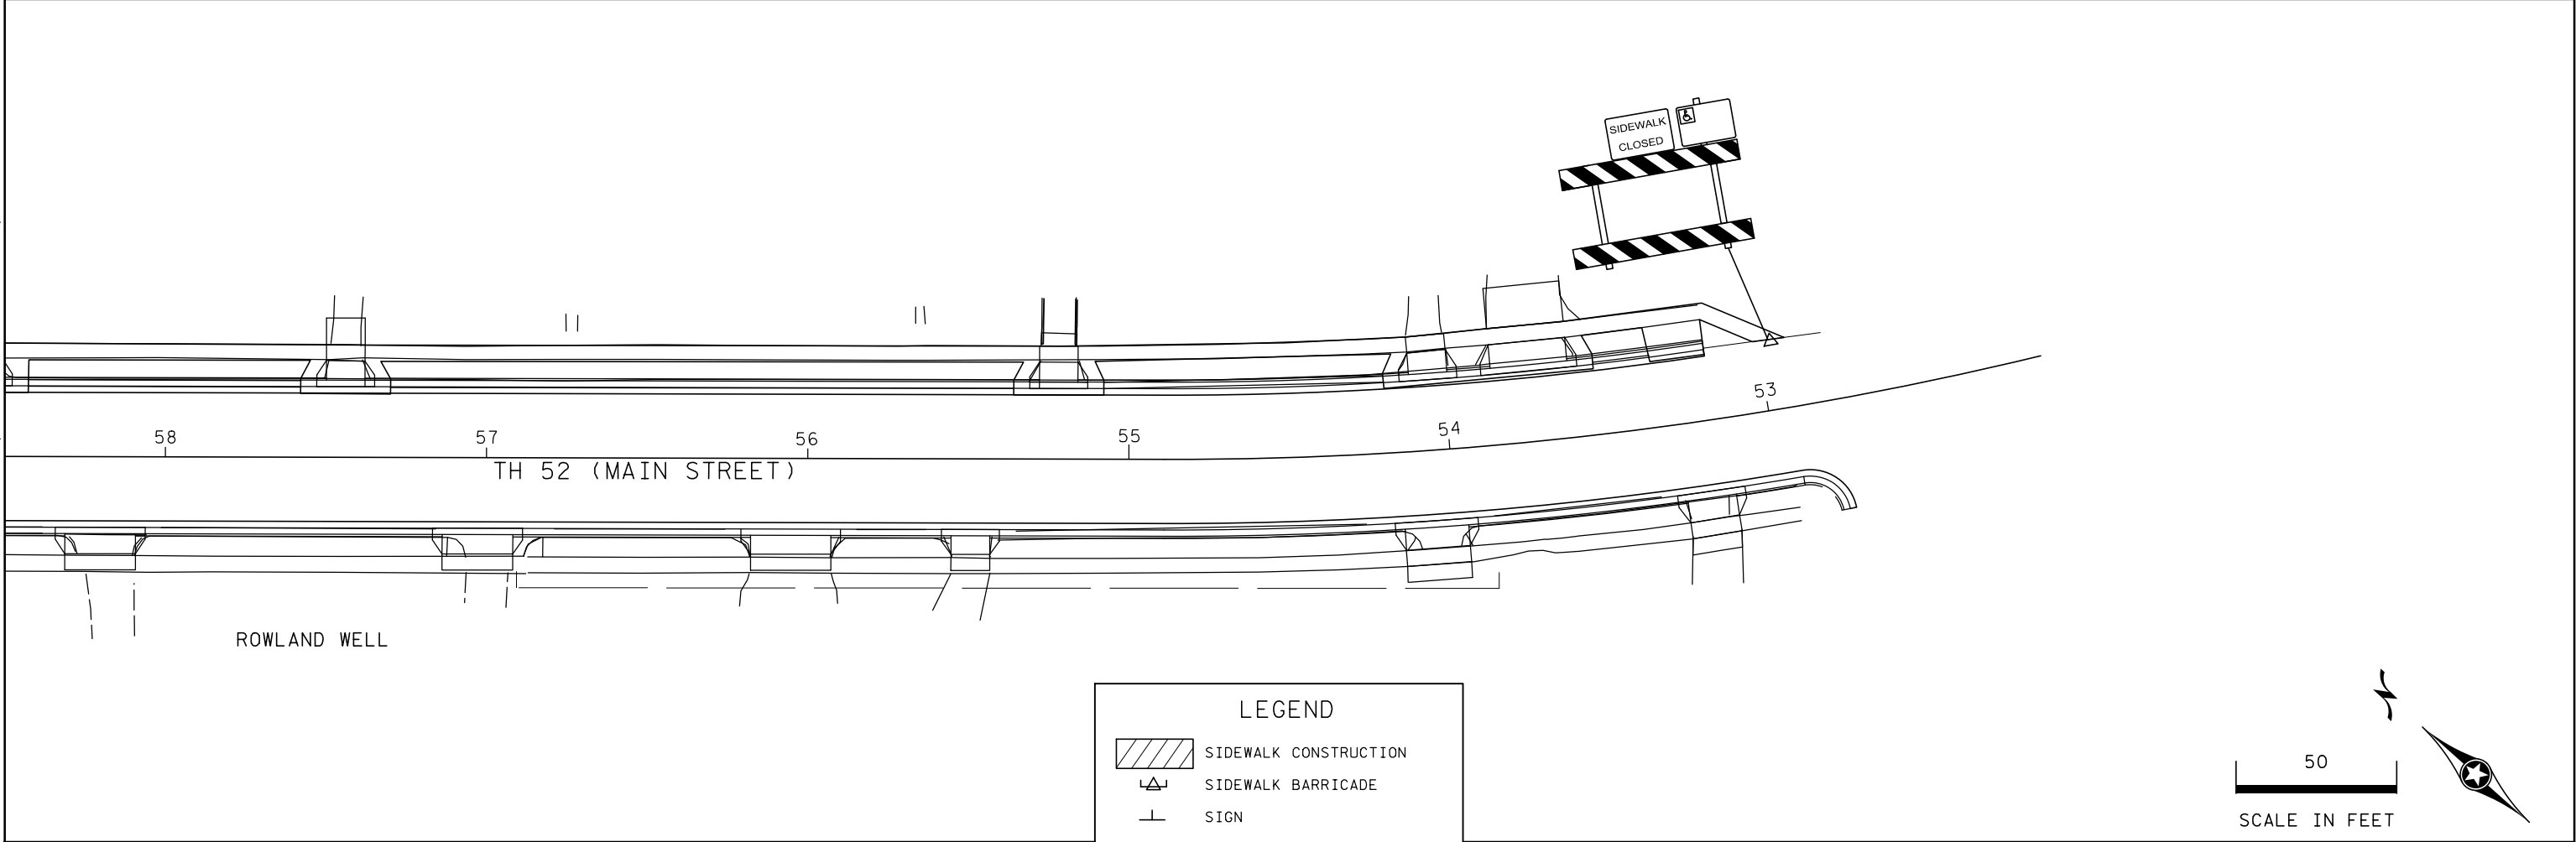 SIDEWALK
CLOSED
53
54
55
56
57
58
TH 52 (MAIN STREET)
ROWLAND WELL
LEGEND
SIDEWALK CONSTRUCTION
SIDEWALK BARRICADE
SIGN
50
SCALE IN FEET